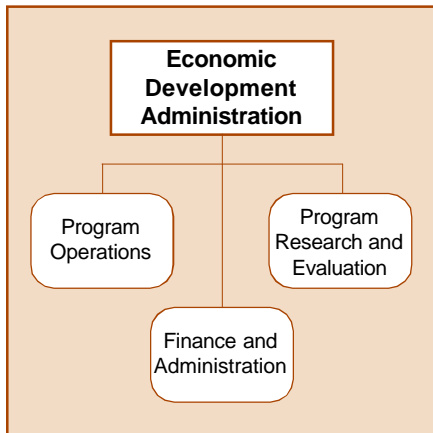 Economic
Development
Administration
Program
Operations
Program
Research and
Evaluation
Finance and
Administration